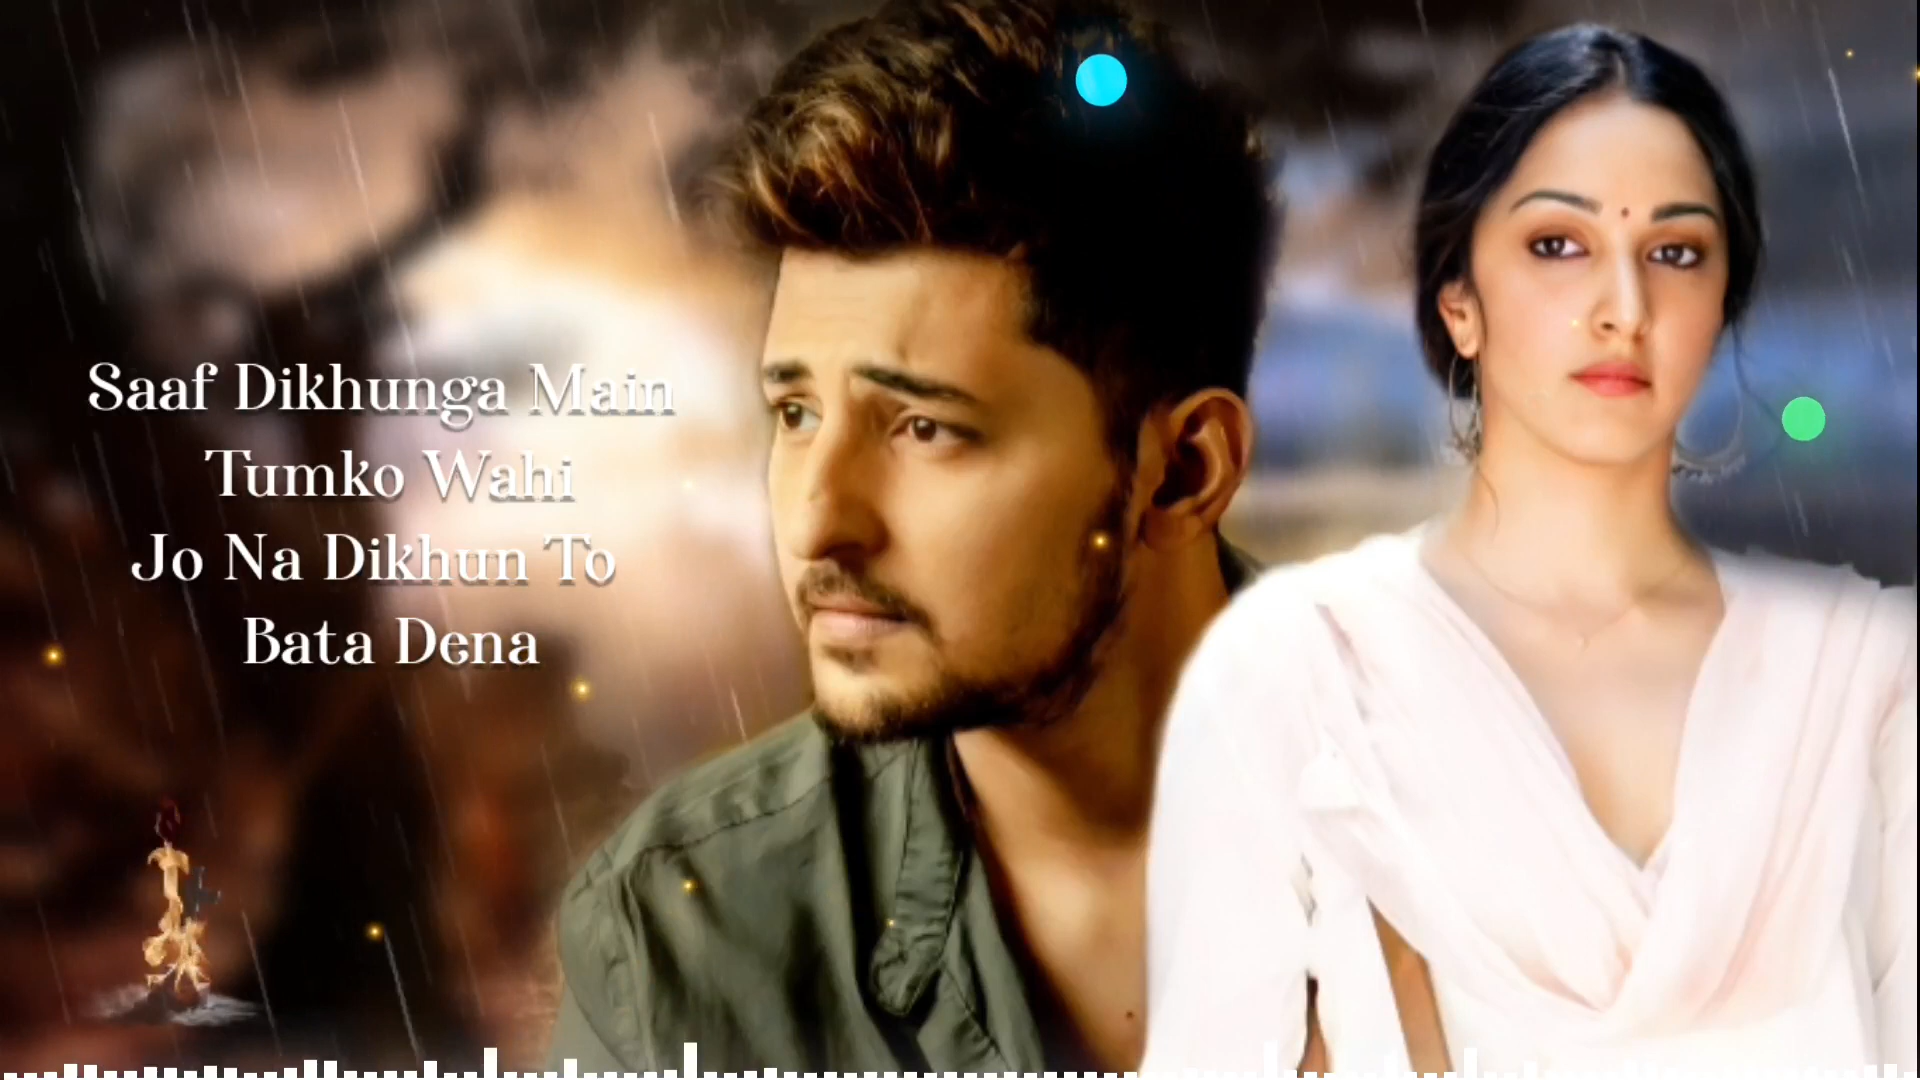 Saaf Dikhunga Main
Tumko Wahi
Jo Na Dikhun To
Bata Dena